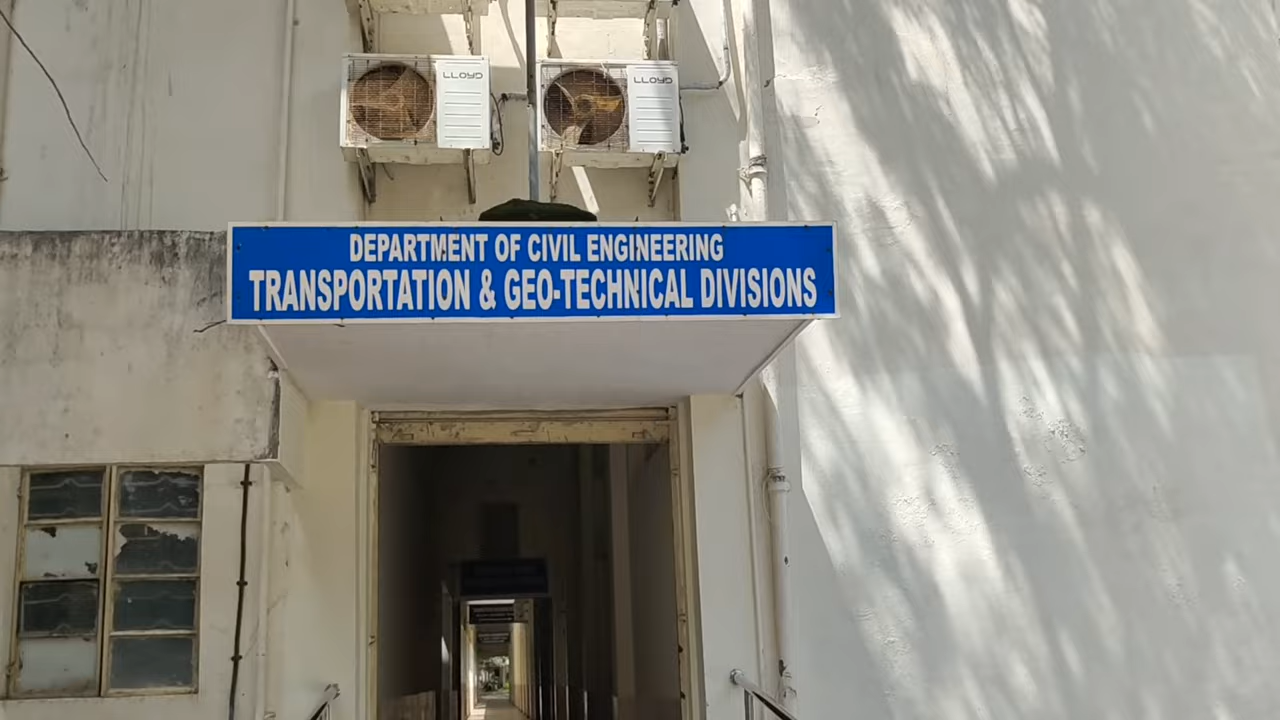 LLOYD
LLOYD
DEPARTMENT OF CIVIL ENGINEERING
TRANSPORTATION & GEO-TECHNICAL DIVISIONS